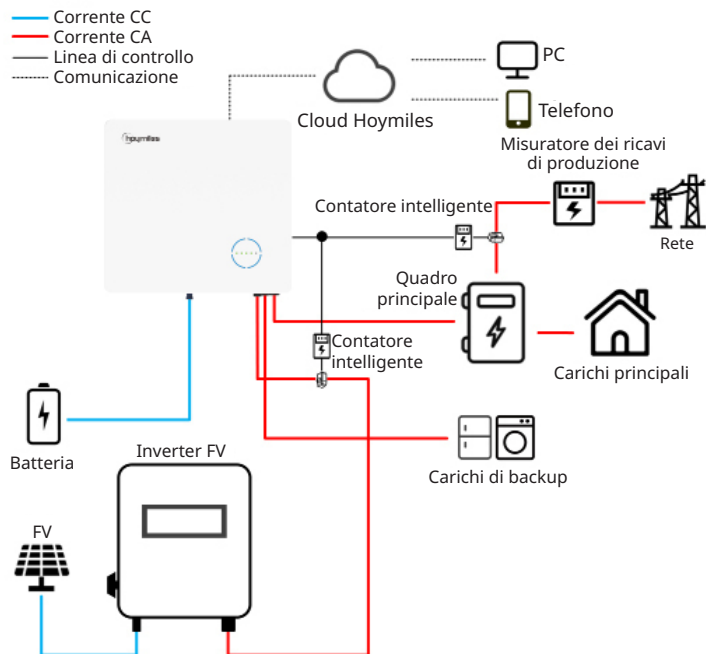 Corrente CC
Corrente CA
Linea di controllo
Comunicazione
PC
Cloud Hoymiles
Telefono
hoymiles
Misuratore dei ricavi
di produzione
Contatore intelligente
Rete
Quadro
principale
Contatore
intelligente
Carichi principali
Batteria
Inverter FV
Carichi di backup
FV